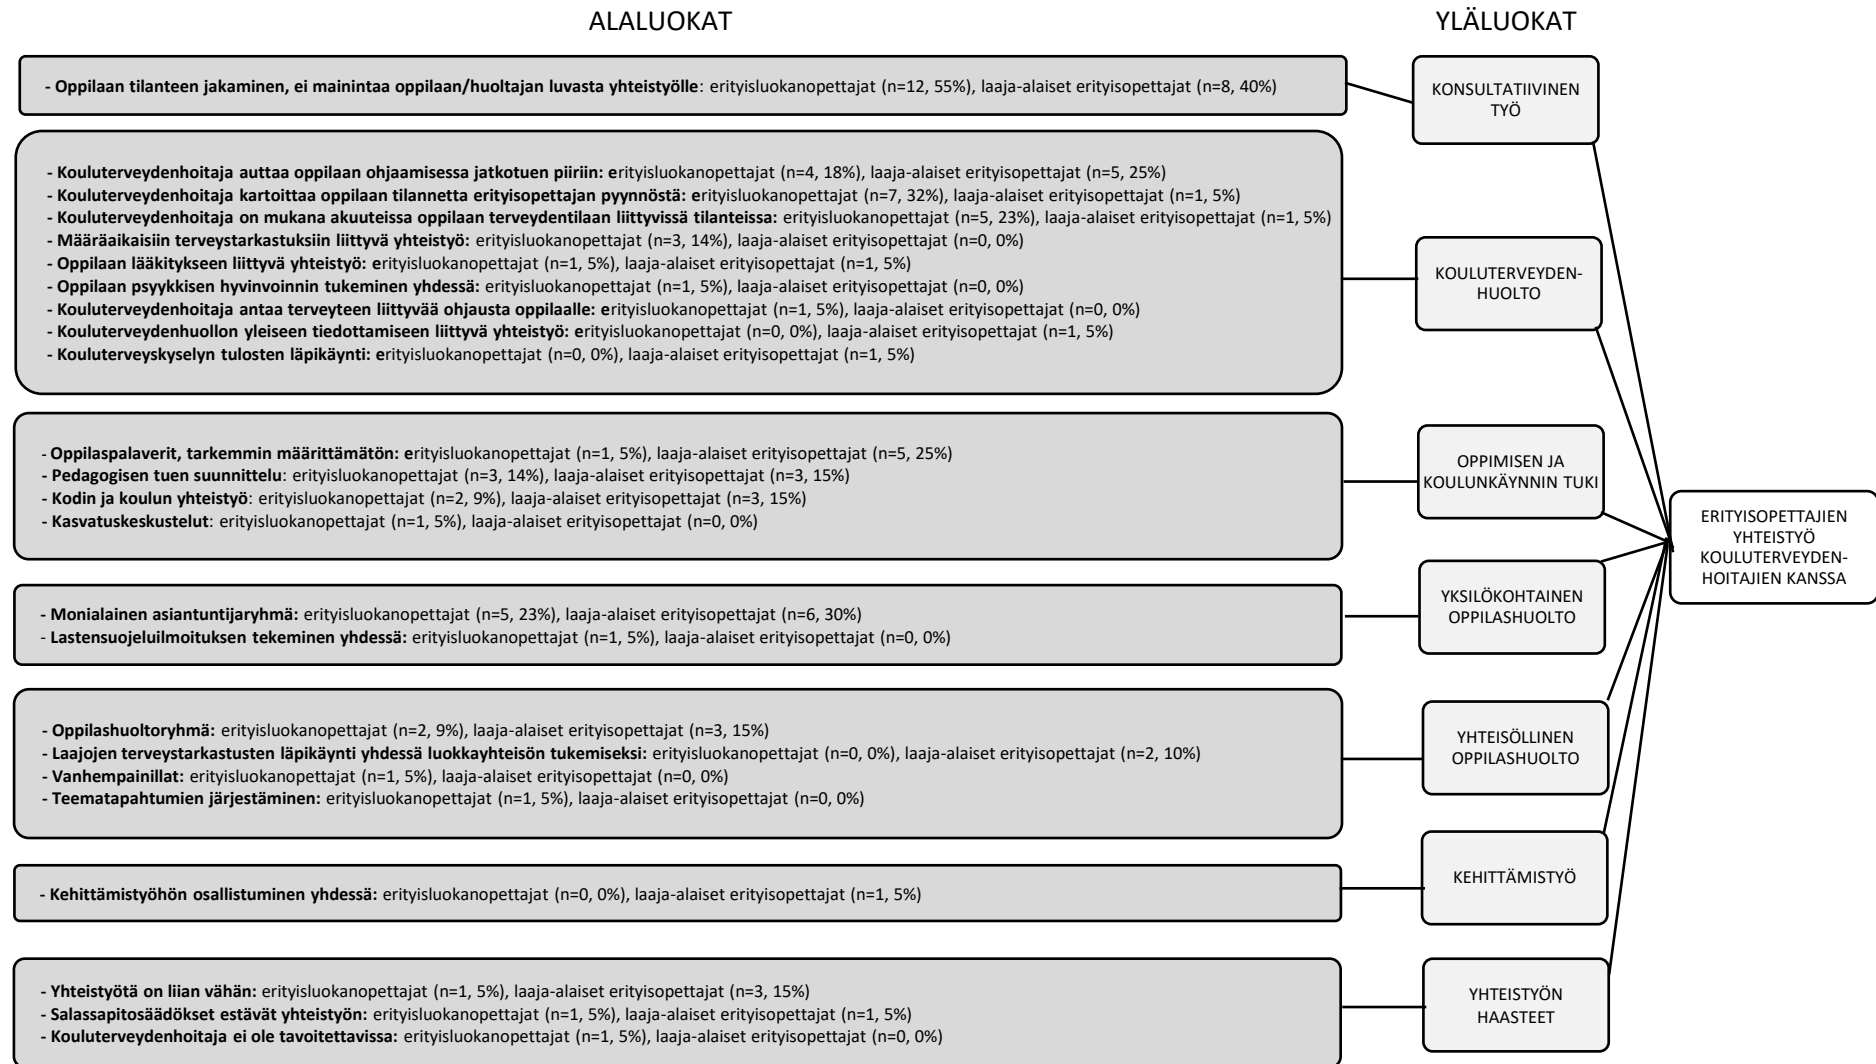 ALALUOKAT
YLÄLUOKAT
- Oppilaan tilanteen jakaminen, ei mainintaa oppilaan/huoltajan luvasta yhteistyölle: erityisluokanopettajat (n=12, 55%), laaja-alaiset erityisopettajat (n=8, 40%)
KONSULTATIIVINEN
TYÖ
- Kouluterveydenhoitaja auttaa oppilaan ohjaamisessa jatkotuen piiriin: erityisluokanopettajat (n=4, 18%), laaja-alaiset erityisopettajat (n=5, 25%)
- Kouluterveydenhoitaja kartoittaa oppilaan tilannetta erityisopettajan pyynnöstä: erityisluokanopettajat (n=7, 32%), laaja-alaiset erityisopettajat (n=1, 5%)
- Kouluterveydenhoitaja on mukana akuuteissa oppilaan terveydentilaan liittyvissä tilanteissa: erityisluokanopettajat (n=5, 23%), laaja-alaiset erityisopettajat (n=1, 5%)
- Määräaikaisiin terveystarkastuksiin liittyvä yhteistyö: erityisluokanopettajat (n=3, 14%), laaja-alaiset erityisopettajat (n=0, 0%)
- Oppilaan lääkitykseen liittyvä yhteistyö: erityisluokanopettajat (n=1, 5%), laaja-alaiset erityisopettajat (n=1, 5%)
- Oppilaan psyykkisen hyvinvoinnin tukeminen yhdessä: erityisluokanopettajat (n=1, 5%), laaja-alaiset erityisopettajat (n=0, 0%)
- Kouluterveydenhoitaja antaa terveyteen liittyvää ohjausta oppilaalle: erityisluokanopettajat (n=1, 5%), laaja-alaiset erityisopettajat (n=0, 0%)
- Kouluterveydenhuollon yleiseen tiedottamiseen liittyvä yhteistyö: erityisluokanopettajat (n=0, 0%), laaja-alaiset erityisopettajat (n=1, 5%)
- Kouluterveyskyselyn tulosten läpikäynti: erityisluokanopettajat (n=0, 0%), laaja-alaiset erityisopettajat (n=1, 5%)
KOULUTERVEYDEN-
HUOLTO
- Oppilaspalaverit, tarkemmin määrittämätön: erityisluokanopettajat (n=1, 5%), laaja-alaiset erityisopettajat (n=5, 25%)
- Pedagogisen tuen suunnittelu: erityisluokanopettajat (n=3, 14%), laaja-alaiset erityisopettajat (n=3, 15%)
- Kodin ja koulun yhteistyö: erityisluokanopettajat (n=2, 9%), laaja-alaiset erityisopettajat (n=3, 15%)
- Kasvatuskeskustelut: erityisluokanopettajat (n=1, 5%), laaja-alaiset erityisopettajat (n=0, 0%)
OPPIMISEN JA
KOULUNKÄYNNIN TUKI
ERITYISOPETTAJIEN
YHTEISTYÖ
KOULUTERVEYDEN-
HOITAJIEN KANSSA
- Monialainen asiantuntijaryhmä: erityisluokanopettajat (n=5, 23%), laaja-alaiset erityisopettajat (n=6, 30%)
- Lastensuojeluilmoituksen tekeminen yhdessä: erityisluokanopettajat (n=1, 5%), laaja-alaiset erityisopettajat (n=0, 0%)
YKSILÖKOHTAINEN
OPPILASHUOLTO
- Oppilashuoltoryhmä: erityisluokanopettajat (n=2, 9%), laaja-alaiset erityisopettajat (n=3, 15%)
- Laajojen terveystarkastusten läpikäynti yhdessä luokkayhteisön tukemiseksi: erityisluokanopettajat (n=0, 0%), laaja-alaiset erityisopettajat (n=2, 10%)
- Vanhempainillat: erityisluokanopettajat (n=1, 5%), laaja-alaiset erityisopettajat (n=0, 0%)
- Teematapahtumien järjestäminen: erityisluokanopettajat (n=1, 5%), laaja-alaiset erityisopettajat (n=0, 0%)
YHTEISÖLLINEN
OPPILASHUOLTO
- Kehittämistyöhön osallistuminen yhdessä: erityisluokanopettajat (n=0, 0%), laaja-alaiset erityisopettajat (n=1, 5%)
KEHITTÄMISTYÖ
- Yhteistyötä on liian vähän: erityisluokanopettajat (n=1, 5%), laaja-alaiset erityisopettajat (n=3, 15%)
- Salassapitosäädökset estävät yhteistyön: erityisluokanopettajat (n=1, 5%), laaja-alaiset erityisopettajat (n=1, 5%)
- Kouluterveydenhoitaja ei ole tavoitettavissa: erityisluokanopettajat (n=1, 5%), laaja-alaiset erityisopettajat (n=0, 0%)
YHTEISTYÖN
HAASTEET